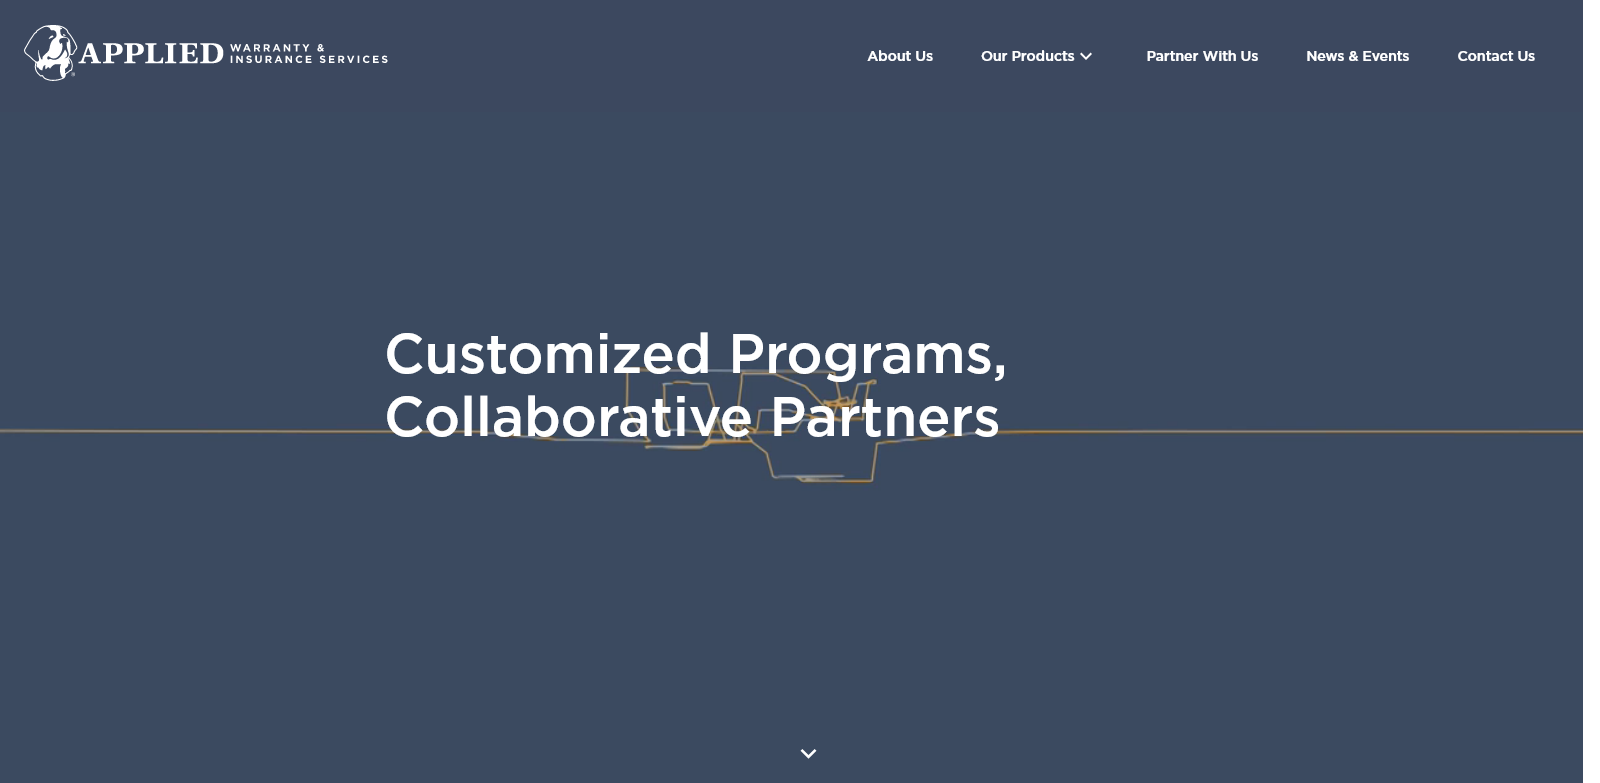 APPLIED WARRANTY &
INSURANCE SERVICES
About Us Our Products Partner With Us News & Events Contact Us
Customized Programs,
Collaborative Partners